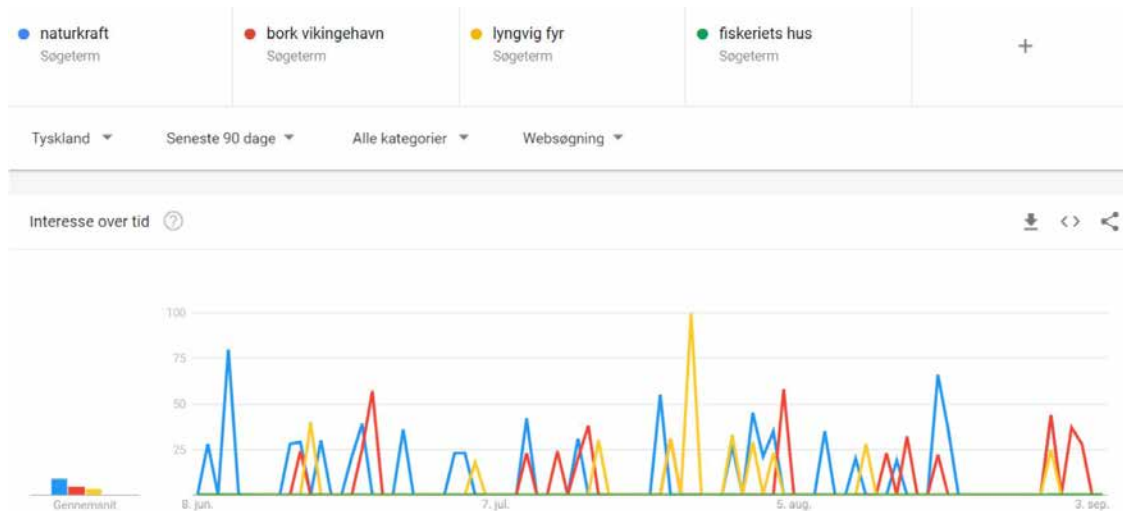 naturkraft
Søgeterm
bork vikingehavn
Søgeterm
lyngvig fyr
Søgeterm
fiskeriets hus
Søgeterm
+
Tyskland
Seneste 90 dage
Alle kategorier
Websøgning
Interesse over tid ?
100
75
50
25
Gennemsnit
8. jun.
7. jul.
5. aug.
3. sep.